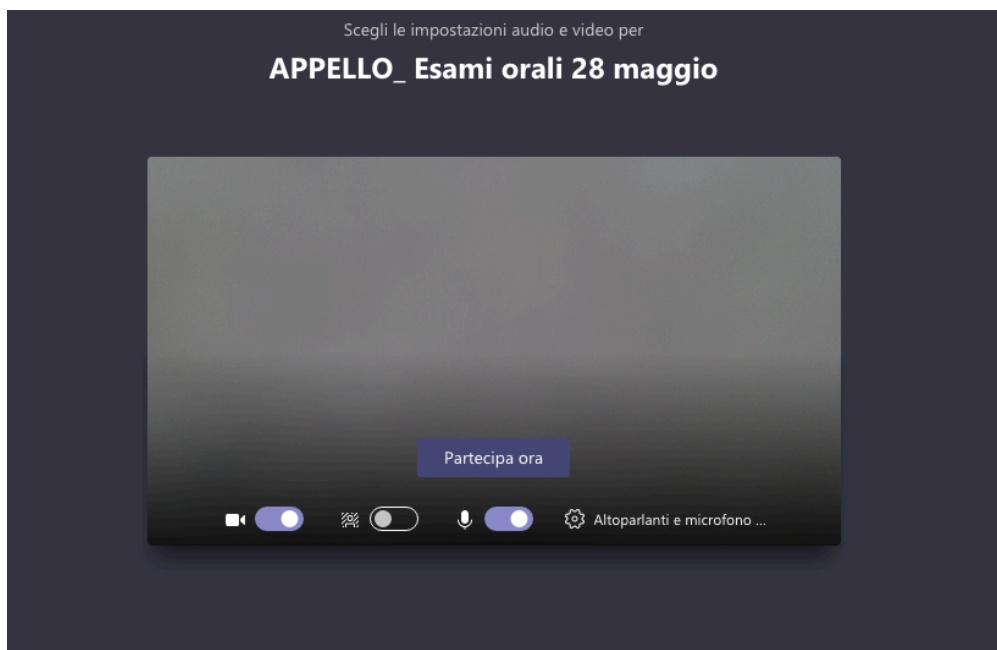 Scegli le impostazioni audio e video per
APPELLO_ Esami orali 28 maggio
Partecipa ora
Altoparlanti e microfono ...